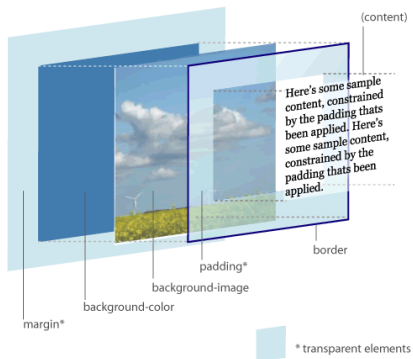 (content)
Here's some sample
content, constrained
by the padding thats
been applied. Here's
some sample content,
constrained by the
padding thats been
applied.
border
padding*
background-image
background-color
margin*
* transparent elements